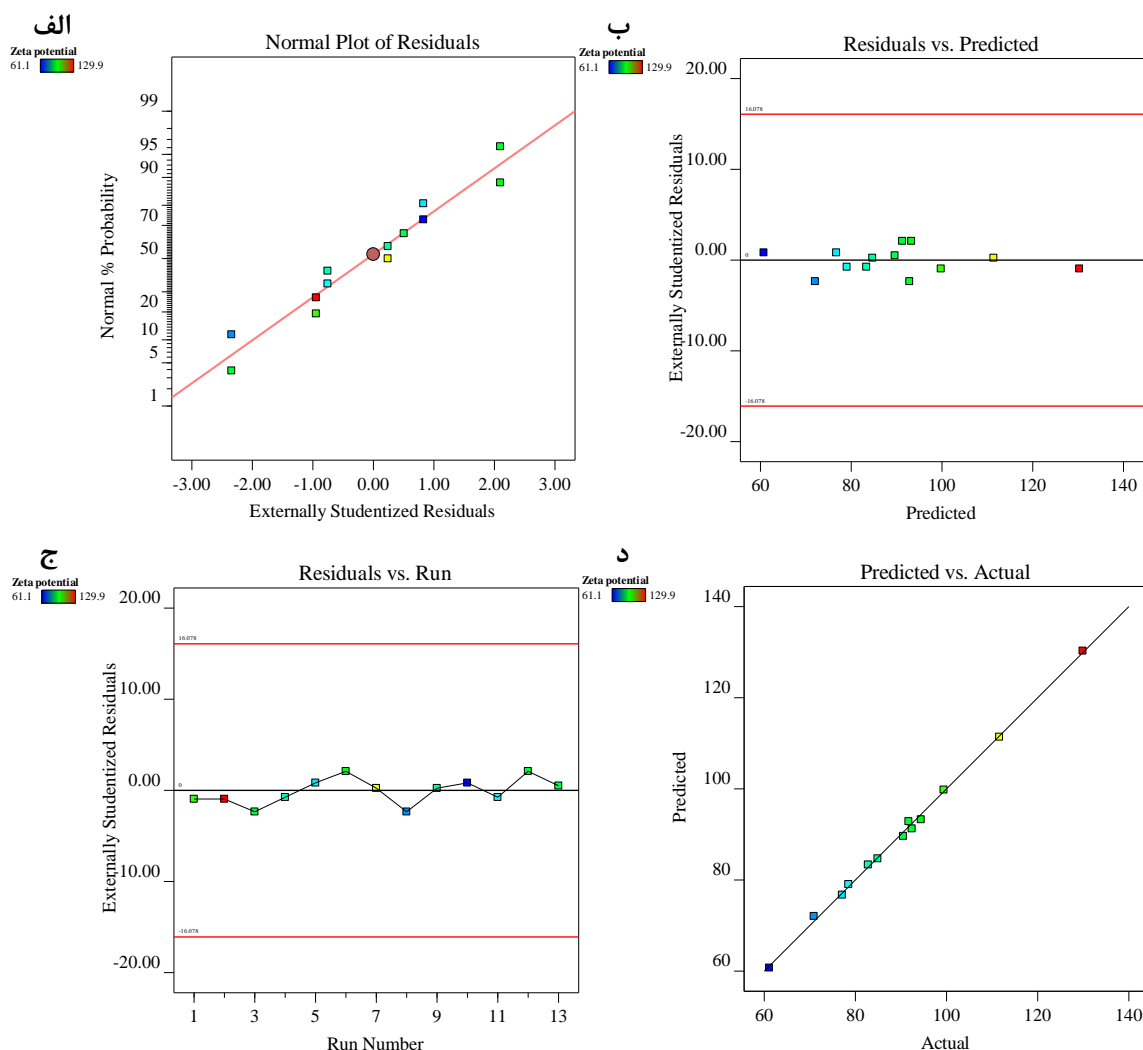 الف
Normal Plot of Residuals
Zeta potential
61.1 129.9
Normal % Probability
99
95
90
70
50
20
10
5
1
-3.00 -2.00 -1.00 0.00 1.00 2.00 3.00
Externally Studentized Residuals
ب
Residuals vs. Predicted
Zeta potential
61.1 129.9
Externally Studentized Residuals
20.00
16.078
10.00
0.00
0
-10.00
-16.078
-20.00
60 80 100 120 140
Predicted
ج
Residuals vs. Run
Zeta potential
61.1 129.9
Externally Studentized Residuals
20.00
16.078
10.00
0.00
0
-10.00
-16.078
-20.00
1 3 5 7 9 11 13
Run Number
د
Predicted vs. Actual
Zeta potential
61.1 129.9
Predicted
140
120
100
80
60
60 80 100 120 140
Actual